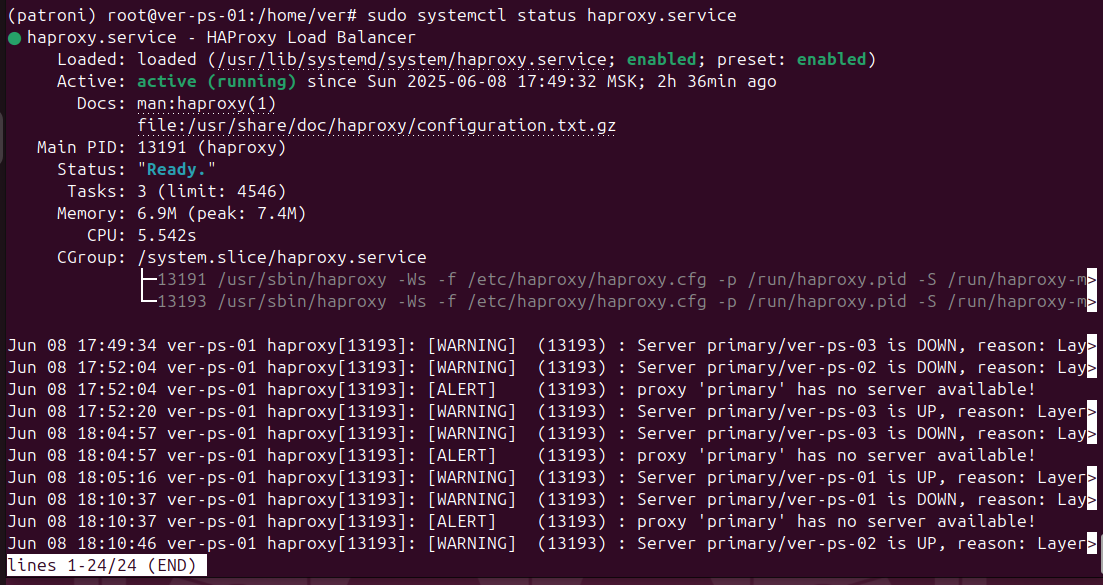 (patroni) root@ver-ps-01:/home/ver# sudo systemctl status haproxy.service
● haproxy.service - HAProxy Load Balancer
Loaded: loaded (/usr/lib/systemd/system/haproxy.service; enabled; preset: enabled)
Active: active (running) since Sun 2025-06-08 17:49:32 MSK; 2h 36min ago
Docs: man:haproxy(1)
file:/usr/share/doc/haproxy/configuration.txt.gz
Main PID: 13191 (haproxy)
Status: "Ready."
Tasks: 3 (limit: 4546)
Memory: 6.9M (peak: 7.4M)
CPU: 5.542s
CGroup: /system.slice/haproxy.service
├─13191 /usr/sbin/haproxy -Ws -f /etc/haproxy/haproxy.cfg -p /run/haproxy.pid -S /run/haproxy-m>
└─13193 /usr/sbin/haproxy -Ws -f /etc/haproxy/haproxy.cfg -p /run/haproxy.pid -S /run/haproxy-m>
Jun 08 17:49:34 ver-ps-01 haproxy[13193]: [WARNING]  (13193) : Server primary/ver-ps-03 is DOWN, reason: Lay>
Jun 08 17:52:04 ver-ps-01 haproxy[13193]: [WARNING]  (13193) : Server primary/ver-ps-02 is DOWN, reason: Lay>
Jun 08 17:52:04 ver-ps-01 haproxy[13193]: [ALERT]    (13193) : proxy 'primary' has no server available!
Jun 08 17:52:20 ver-ps-01 haproxy[13193]: [WARNING]  (13193) : Server primary/ver-ps-03 is UP, reason: Layer>
Jun 08 18:04:57 ver-ps-01 haproxy[13193]: [WARNING]  (13193) : Server primary/ver-ps-03 is DOWN, reason: Lay>
Jun 08 18:04:57 ver-ps-01 haproxy[13193]: [ALERT]    (13193) : proxy 'primary' has no server available!
Jun 08 18:05:16 ver-ps-01 haproxy[13193]: [WARNING]  (13193) : Server primary/ver-ps-01 is UP, reason: Layer>
Jun 08 18:10:37 ver-ps-01 haproxy[13193]: [WARNING]  (13193) : Server primary/ver-ps-01 is DOWN, reason: Lay>
Jun 08 18:10:37 ver-ps-01 haproxy[13193]: [ALERT]    (13193) : proxy 'primary' has no server available!
Jun 08 18:10:46 ver-ps-01 haproxy[13193]: [WARNING]  (13193) : Server primary/ver-ps-02 is UP, reason: Layer>
lines 1-24/24 (END)